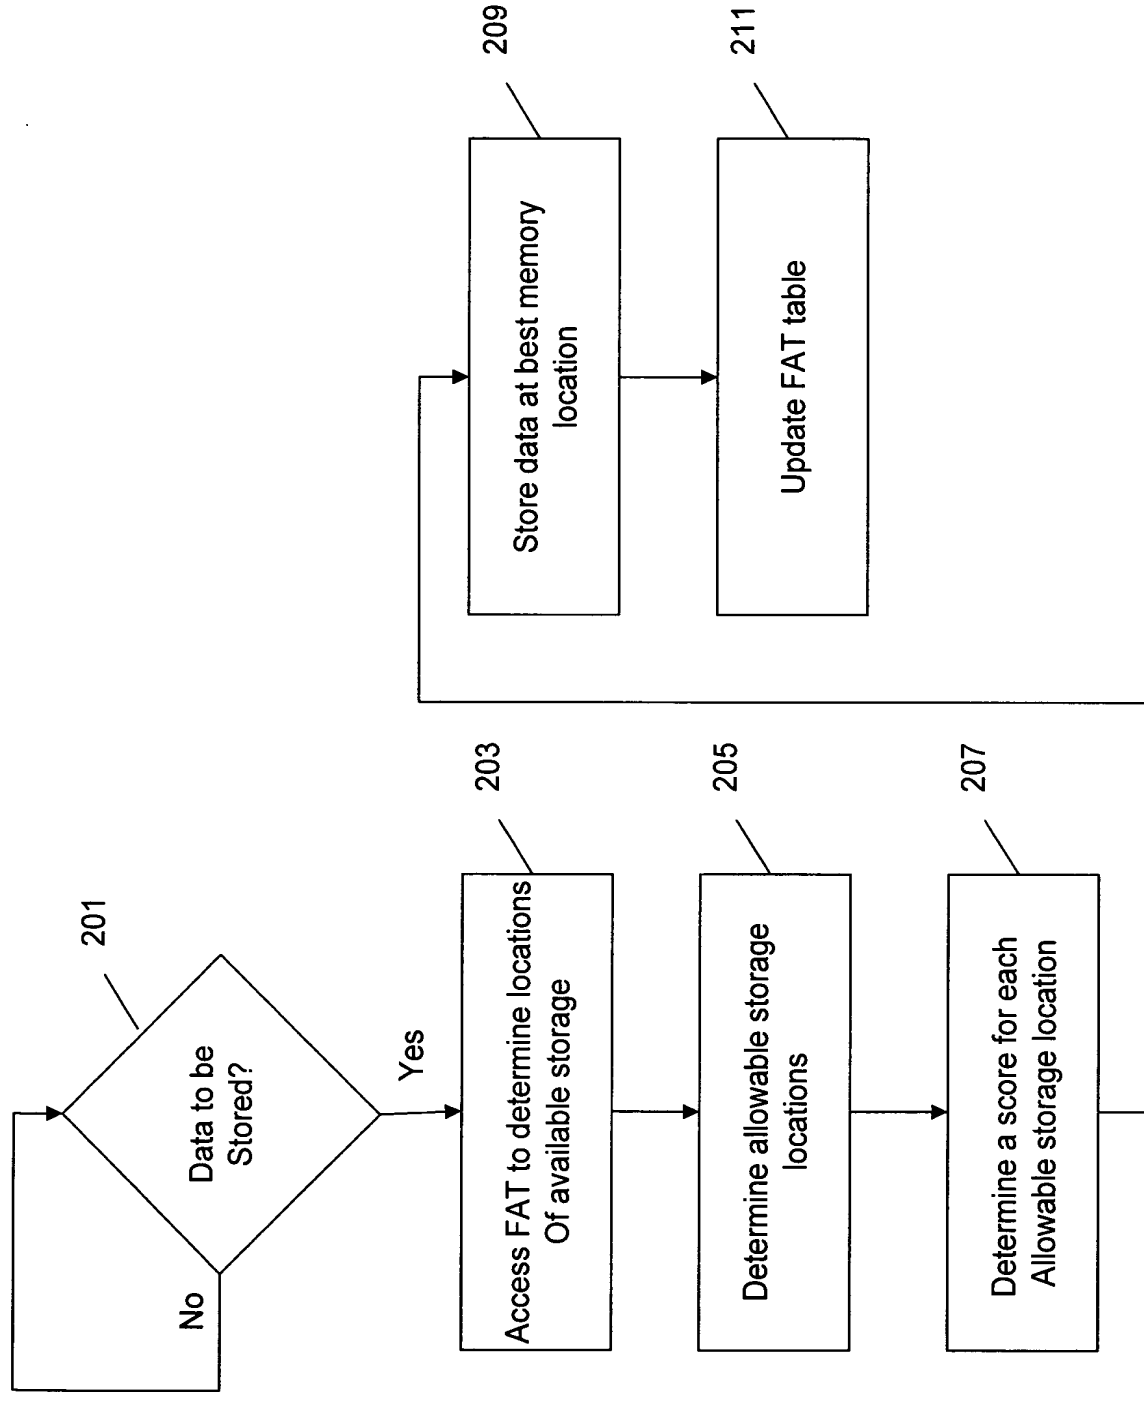 201
Data to be
Stored?
No
Yes
203
Access FAT to determine locations
Of available storage
205
Determine allowable storage
locations
207
Determine a score for each
Allowable storage location
209
Store data at best memory
location
211
Update FAT table